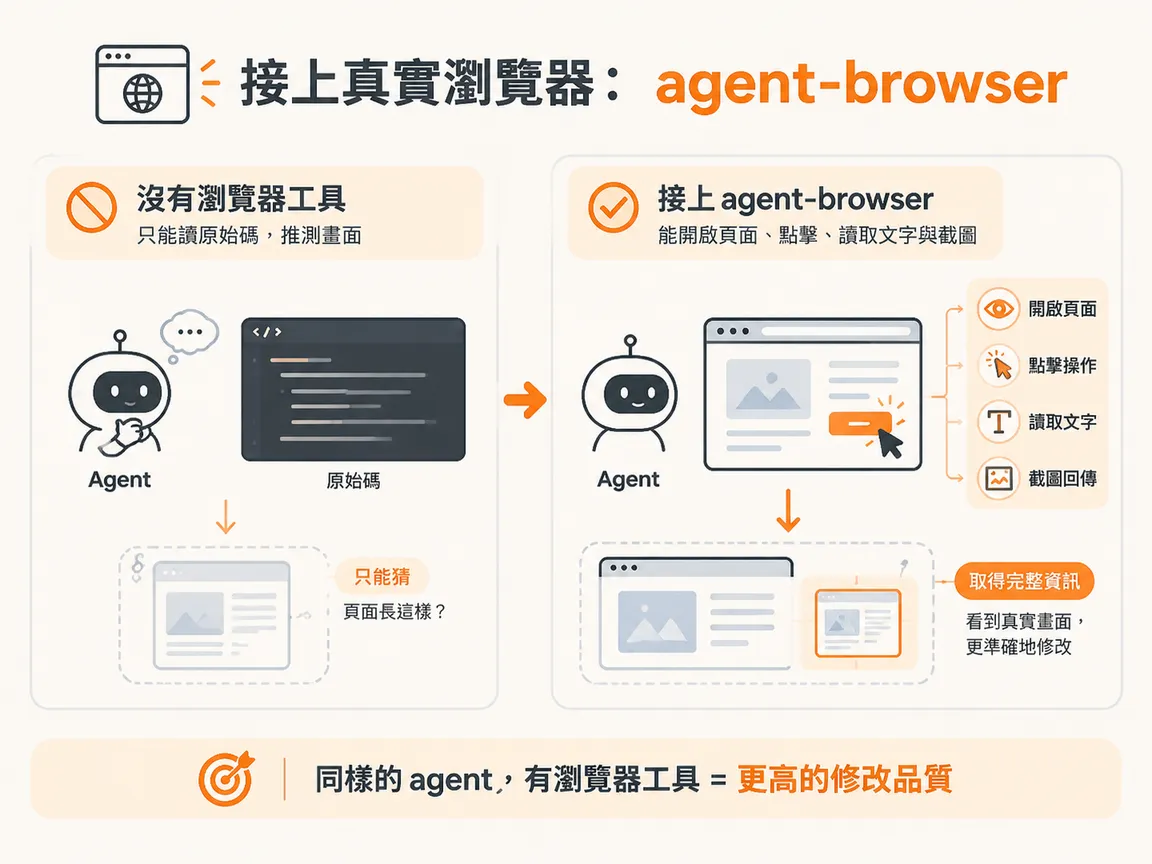 接上真實瀏覽器：agent-browser
沒有瀏覽器工具
只能讀原始碼，推測畫面
Agent
</>
原始碼
只能猜
頁面長這樣？
接上 agent-browser
能開啟頁面、點擊、讀取文字與截圖
Agent
開啟頁面
點擊操作
讀取文字
截圖回傳
取得完整資訊
看到真實畫面，
更準確地修改
同樣的 agent，有瀏覽器工具 = 更高的修改品質